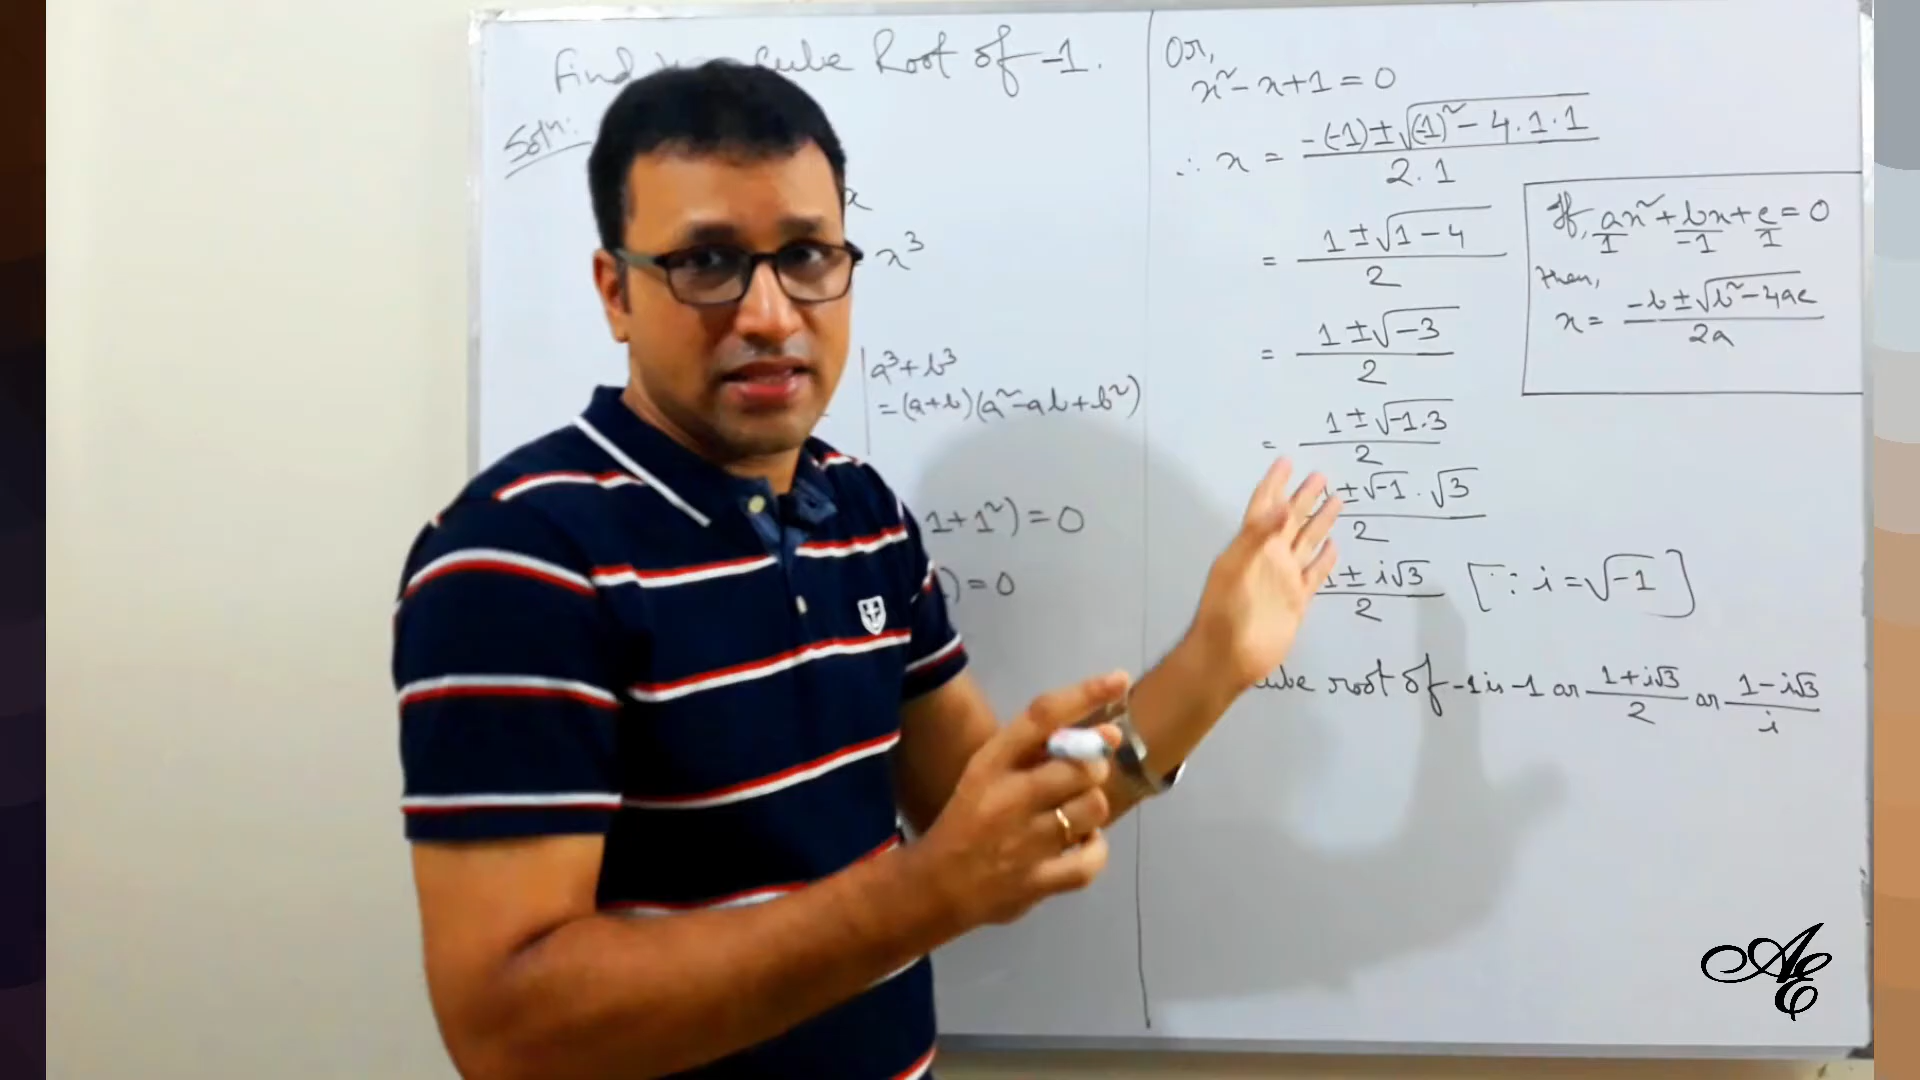 Find Cube Root of -1.
Soln:
x
x³
a³+b³
=(a+b)(a²-ab+b²)
1+1²)=0
)=0
Or,
x²-x+1=0
∴ x = (-(-1)±√((-1)²-4.1.1))/(2.1)
= (1±√(1-4))/2
= (1±√-3)/2
= (1±√(-1.3))/2
1±√-1.√3/2
1±i√3/2 [∵ i=√-1]
cube root of -1 is -1 or (1+i√3)/2 or (1-i√3)/i
If, ax²+bx+c=0
1 -1 1
then,
x= (-b±√(b²-4ac))/2a
AE